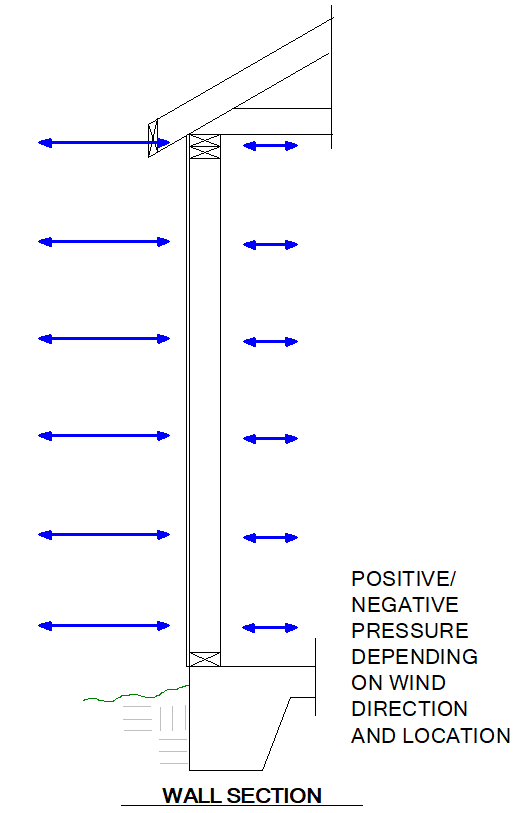 POSITIVE/
NEGATIVE
PRESSURE
DEPENDING
ON WIND
DIRECTION
AND LOCATION
WALL SECTION